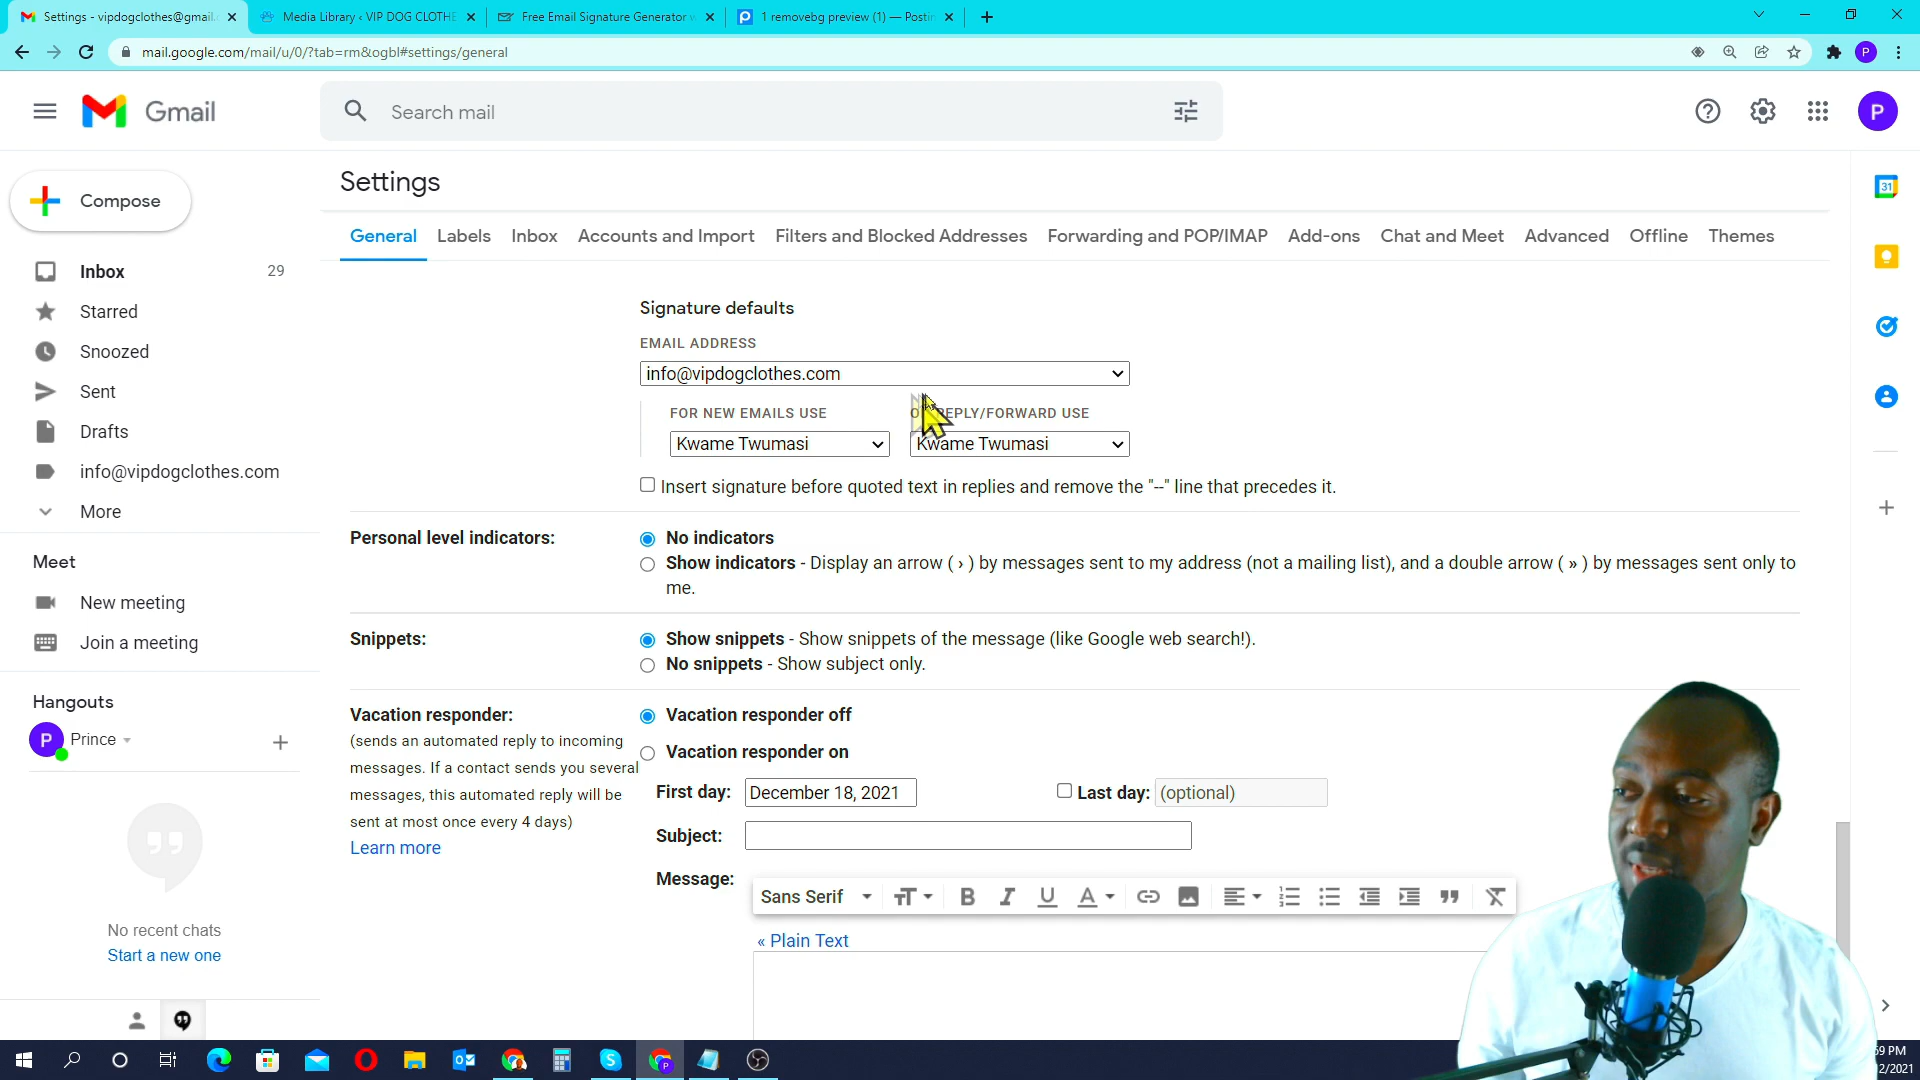 Settings - vipdogclothes@gmail.
Media Library ‹ VIP DOG CLOTHE
Free Email Signature Generator
1 removebg preview (1) — Postim
mail.google.com/mail/u/0/?tab=rm&ogbl#settings/general
P
Gmail
Search mail
P
Compose
Settings
31
General Labels Inbox Accounts and Import Filters and Blocked Addresses Forwarding and POP/IMAP Add-ons Chat and Meet Advanced Offline Themes
Inbox 29
Starred
Snoozed
Sent
Drafts
info@vipdogclothes.com
More
Signature defaults
EMAIL ADDRESS
info@vipdogclothes.com
FOR NEW EMAILS USE
REPLY/FORWARD USE
Kwame Twumasi
Kwame Twumasi
Insert signature before quoted text in replies and remove the "--" line that precedes it.
Personal level indicators:
No indicators
Show indicators - Display an arrow ( › ) by messages sent to my address (not a mailing list), and a double arrow ( » ) by messages sent only to
me.
Snippets:
Show snippets - Show snippets of the message (like Google web search!).
No snippets - Show subject only.
Vacation responder:
(sends an automated reply to incoming
messages. If a contact sends you several
messages, this automated reply will be
sent at most once every 4 days)
Learn more
Vacation responder off
Vacation responder on
First day: December 18, 2021
Last day: (optional)
Subject:
Message:
Sans Serif
« Plain Text
Meet
New meeting
Join a meeting
Hangouts
P Prince
No recent chats
Start a new one
59 PM
2/2021